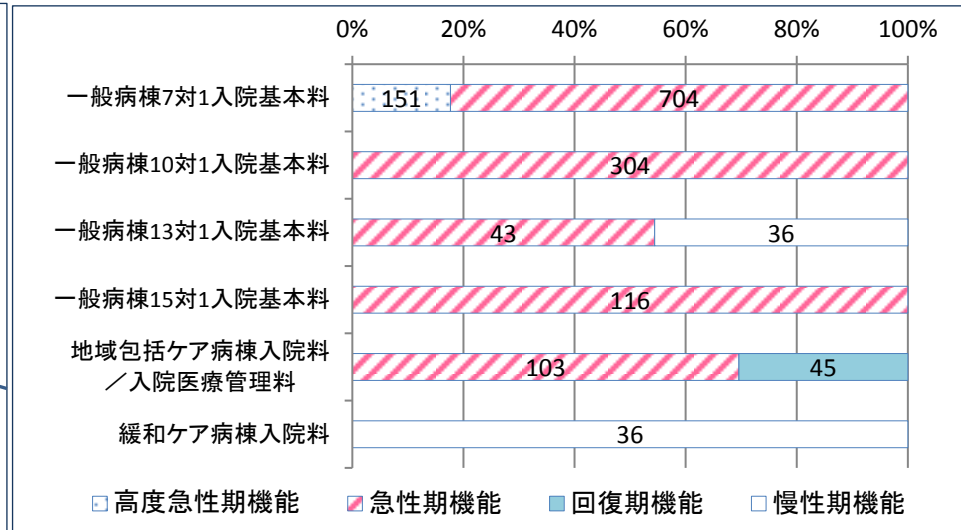 0% 20% 40% 60% 80% 100%
一般病棟7対1入院基本料 151 704
一般病棟10対1入院基本料 304
一般病棟13対1入院基本料 43 36
一般病棟15対1入院基本料 116
地域包括ケア病棟入院料
／入院医療管理料 103 45
緩和ケア病棟入院料 36
高度急性期機能 急性期機能 回復期機能 慢性期機能